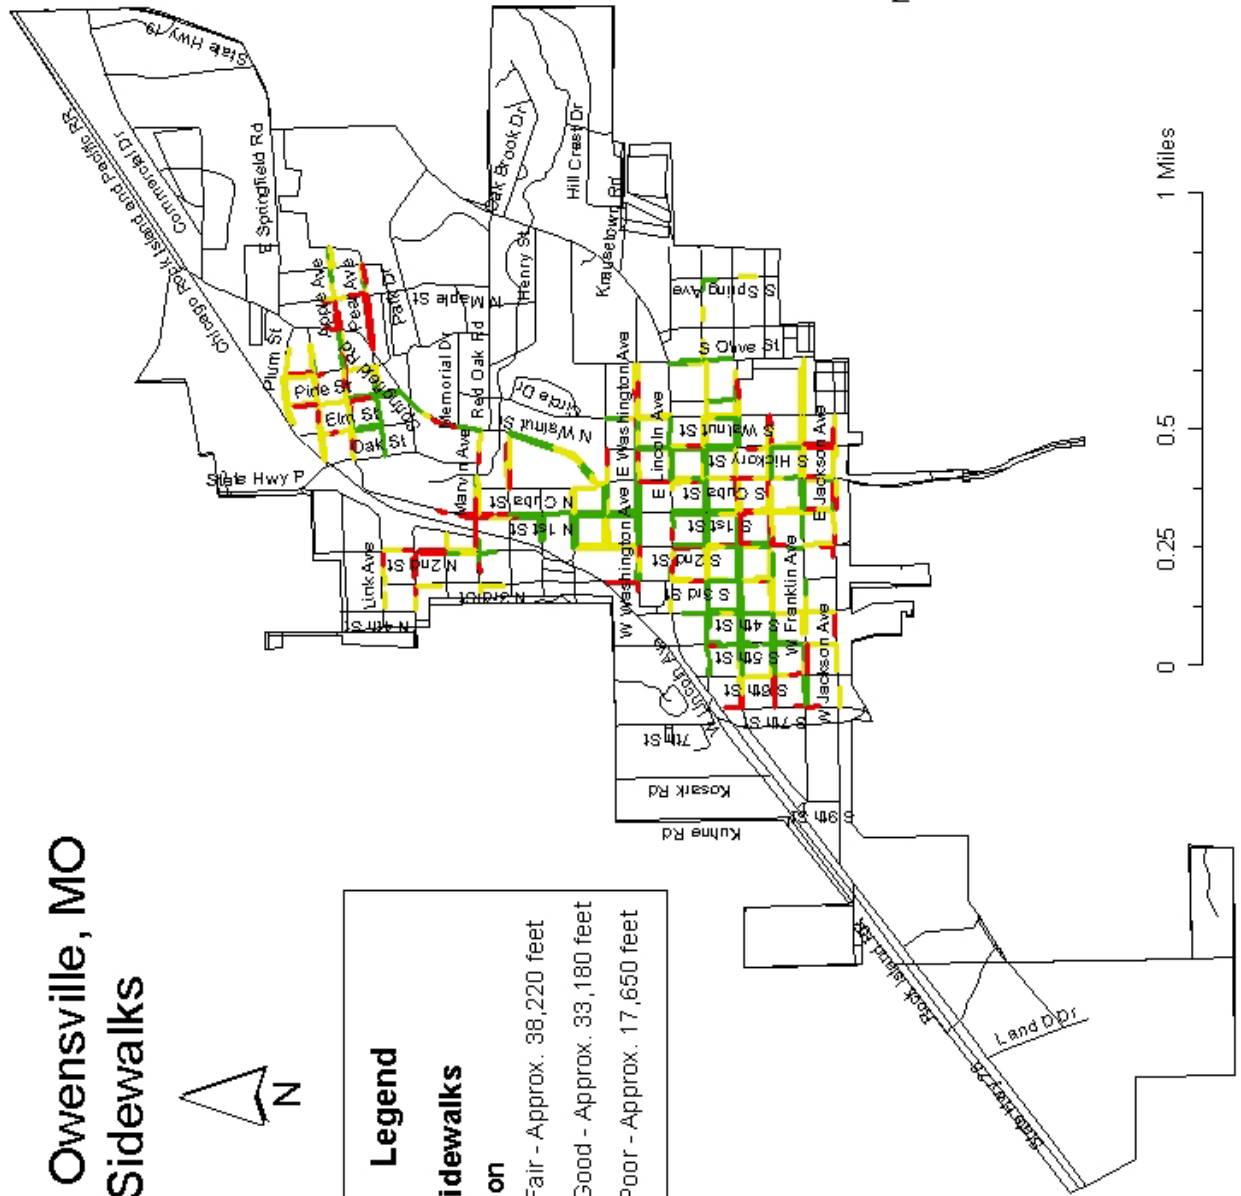 Owensville, MO
Sidewalks
N
Legend
idewalks
on
Fair - Approx. 38,220 feet
Good - Approx. 33,180 feet
Poor - Approx. 17,650 feet
State Hwy 19
Chicago Rock Island and Pacific RR
Commercial Dr
E Springfield Rd
Plum St
Apple Ave
Peach Ave
Park Dr
N Maple St
Pine St
Elm St
Oak St
Springfield Rd
Memorial Dr
Red Oak Rd
Oak Brook Dr
Henry St
Hill Crest Dr
Krausetown Rd
Circle Dr
N Walnut St
State Hwy P
Marvin Ave
N Cuba St
N 1st St
N 2nd St
N 3rd St
N 4th St
Link Ave
E Washington Ave
W Washington Ave
E Lincoln Ave
W Lincoln Ave
S Spring Ave
S Olive St
S Walnut St
S Hickory St
S Cuba St
S 1st St
S 2nd St
S 3rd St
S 4th St
S 5th St
S 6th St
S 7th St
7th St
W Franklin Ave
E Jackson Ave
W Jackson Ave
Kosark Rd
Kuhne Rd
S 9th St
Rock Island RR
State Hwy 28
L and O Dr
0
0.25
0.5
1 Miles